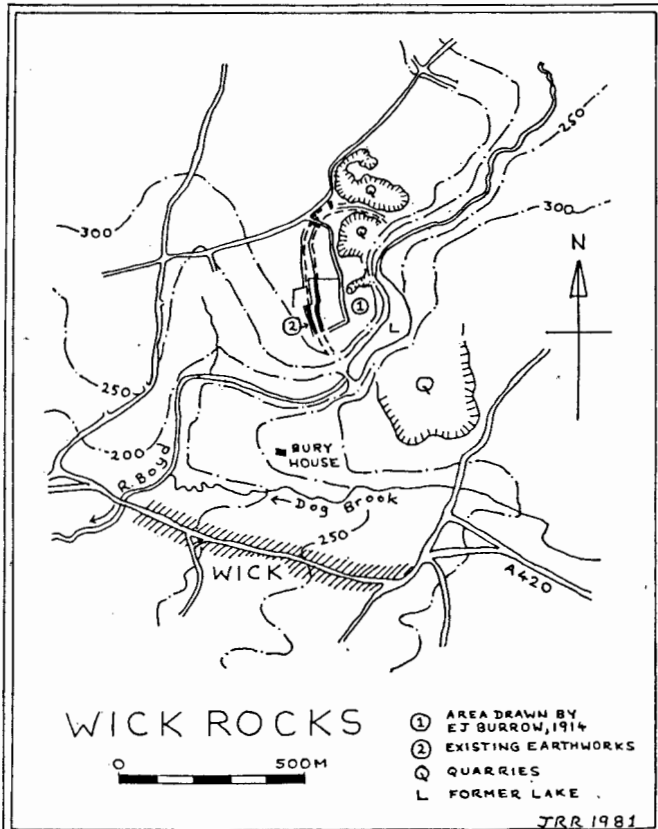 250
300
300
N
Q
Q
①
②
L
Q
250
200
R. Boyd
BURY
HOUSE
Dog Brook
250
WICK
A420
WICK ROCKS
0 500M
① AREA DRAWN BY
EJ BURROW, 1914
② EXISTING EARTHWORKS
Q QUARRIES
L FORMER LAKE
JRR 1981